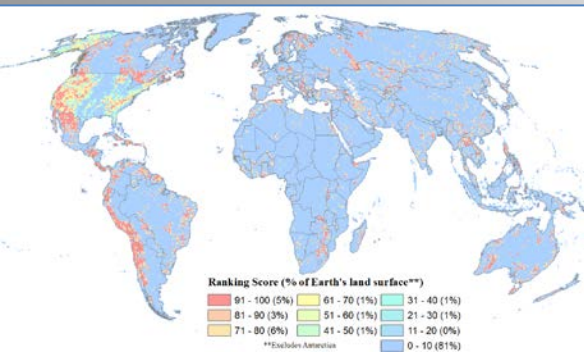 Ranking Score (% of Earth's land surface**)
91 - 100 (5%) 61 - 70 (1%) 31 - 40 (1%)
81 - 90 (3%) 51 - 60 (1%) 21 - 30 (1%)
71 - 80 (6%) 41 - 50 (1%) 11 - 20 (0%)
**Excludes Antarctica 0 - 10 (81%)